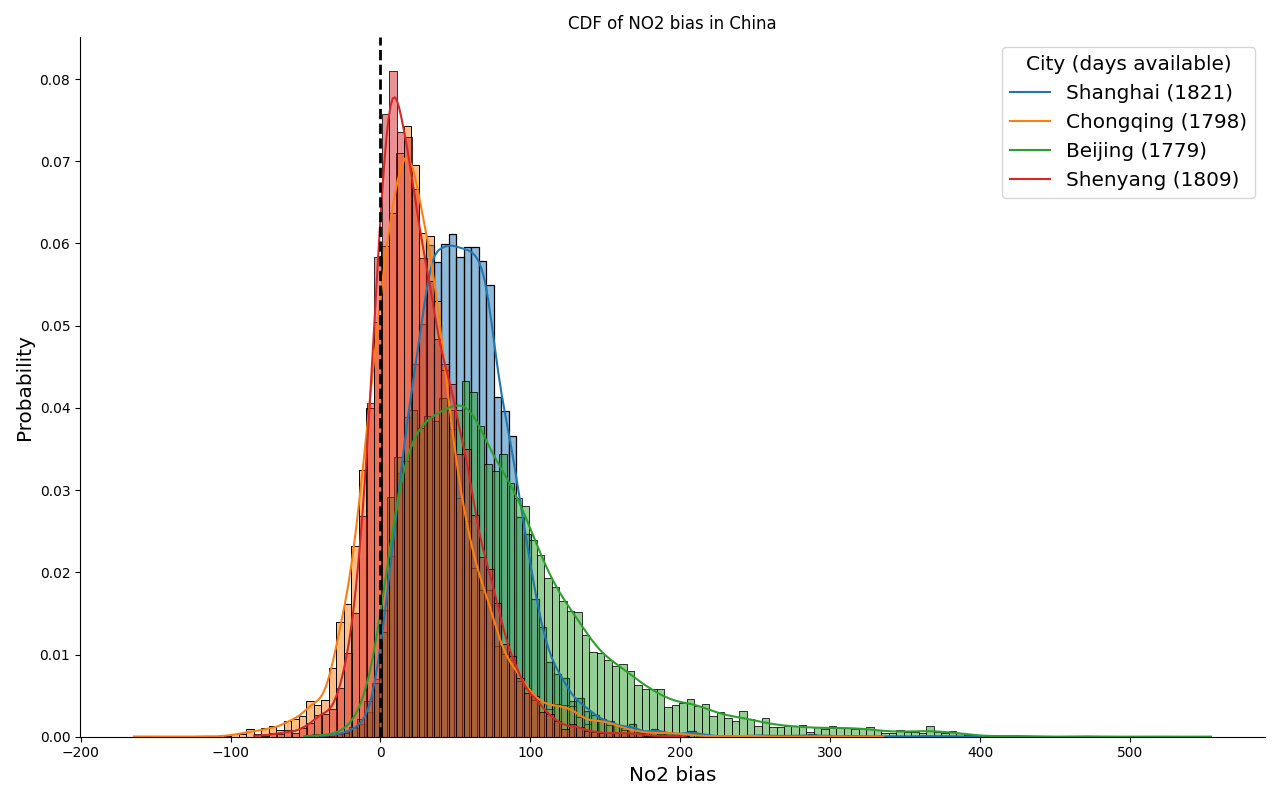 CDF of NO2 bias in China
City (days available)
Shanghai (1821)
Chongqing (1798)
Beijing (1779)
Shenyang (1809)
Probability
0.08
0.07
0.06
0.05
0.04
0.03
0.02
0.01
0.00
−200
−100
0
100
200
300
400
500
No2 bias